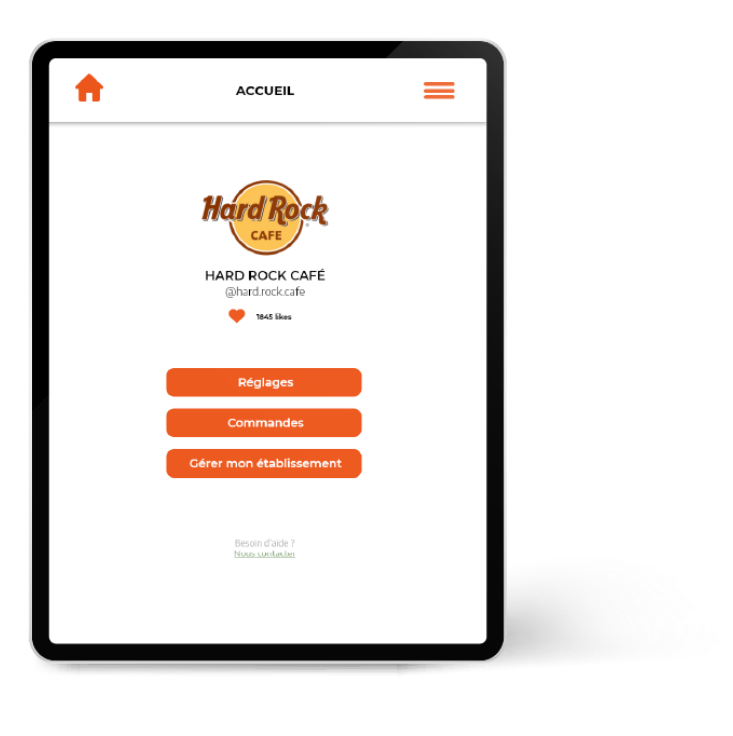 ACCUEIL
Hard Rock
CAFE
HARD ROCK CAFÉ
@hard.rock.cafe
1845 likes
Réglages
Commandes
Gérer mon établissement
Besoin d'aide ?
Nous contacter